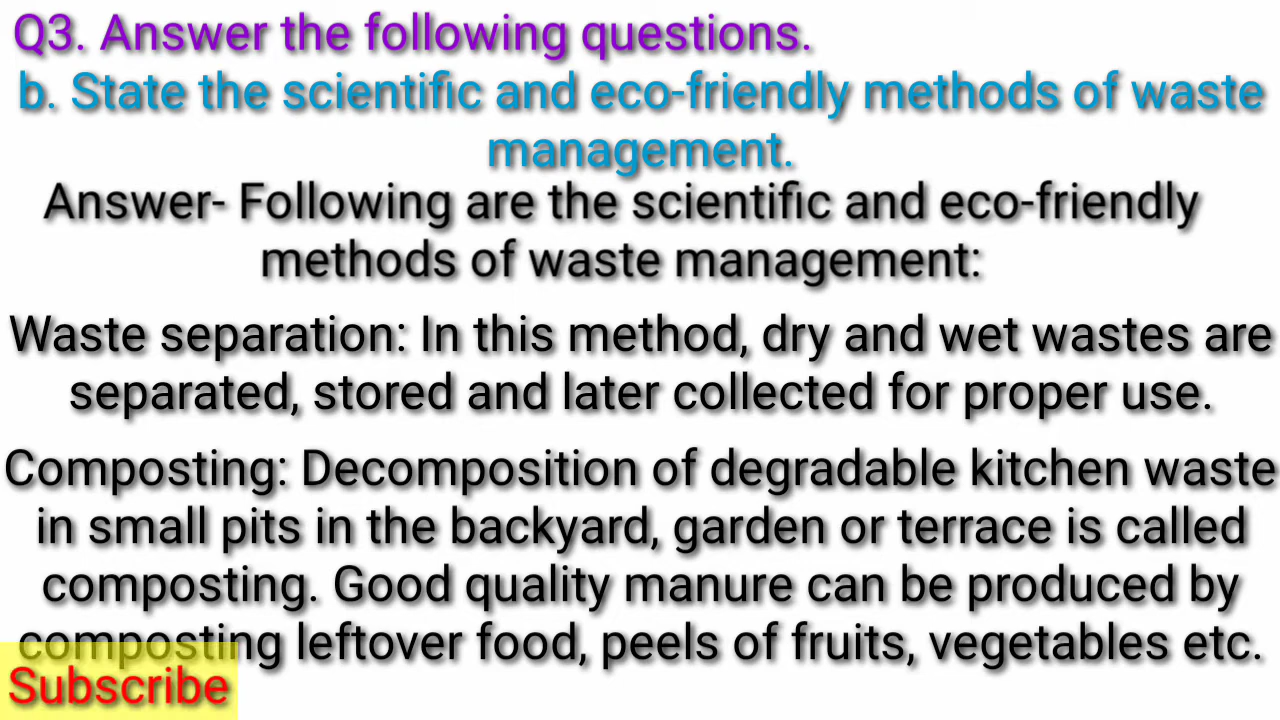 Q3. Answer the following questions.
b. State the scientific and eco-friendly methods of waste
management.
Answer- Following are the scientific and eco-friendly
methods of waste management:
Waste separation: In this method, dry and wet wastes are
separated, stored and later collected for proper use.
Composting: Decomposition of degradable kitchen waste
in small pits in the backyard, garden or terrace is called
composting. Good quality manure can be produced by
composting leftover food, peels of fruits, vegetables etc.
Subscribe